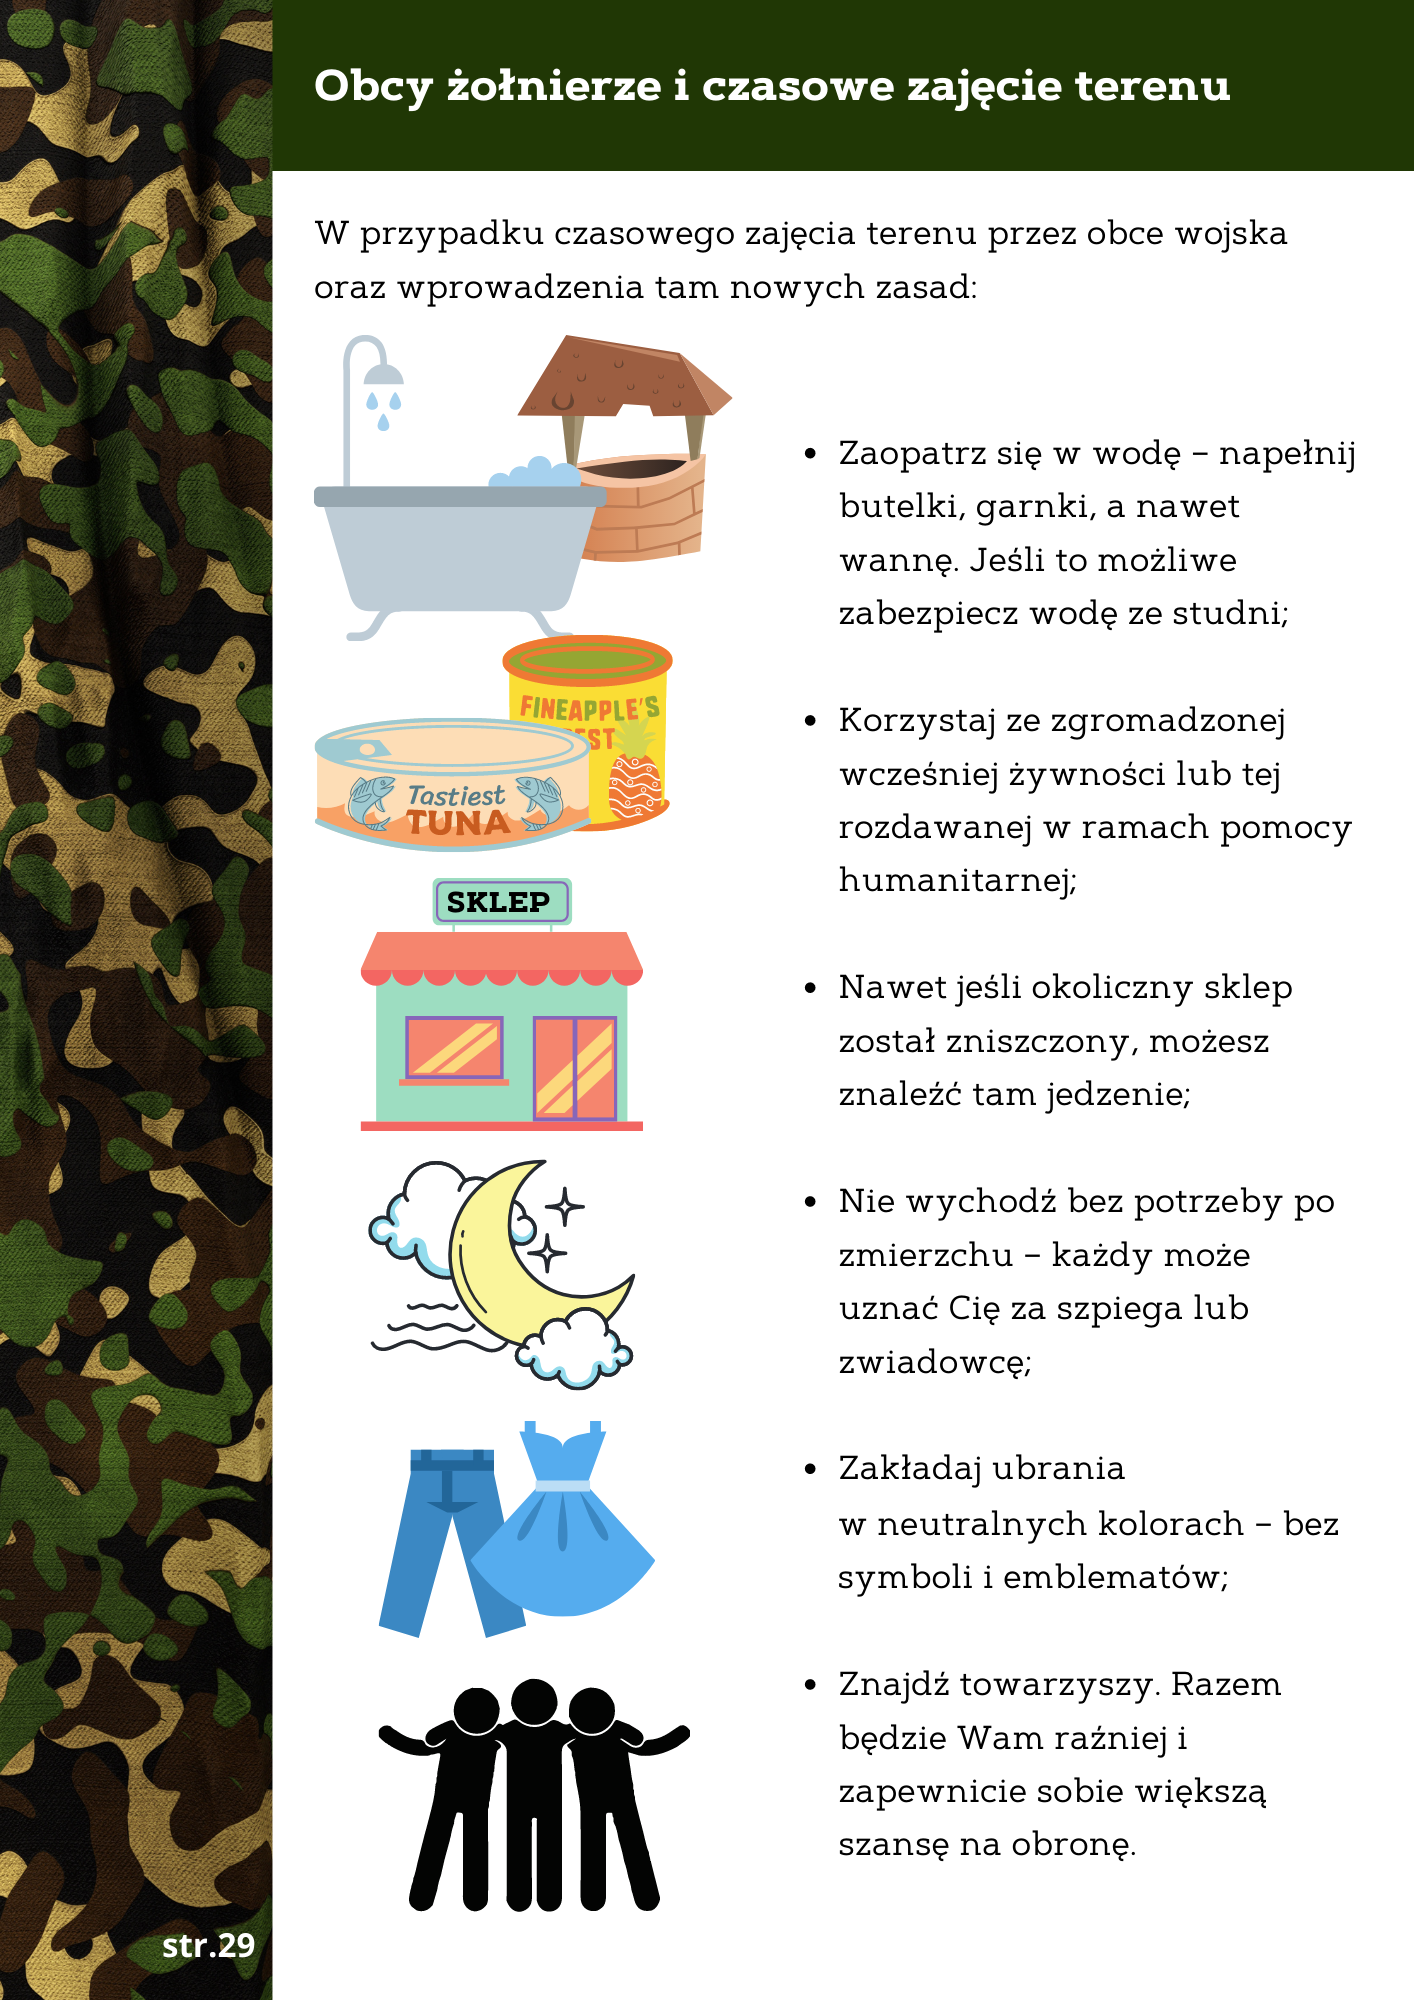 Obcy żołnierze i czasowe zajęcie terenu
W przypadku czasowego zajęcia terenu przez obce wojska
oraz wprowadzenia tam nowych zasad:
• Zaopatrz się w wodę – napełnij
butelki, garnki, a nawet
wannę. Jeśli to możliwe
zabezpiecz wodę ze studni;
FINEAPPLE'S
EST
Tastiest
TUNA
• Korzystaj ze zgromadzonej
wcześniej żywności lub tej
rozdawanej w ramach pomocy
humanitarnej;
SKLEP
• Nawet jeśli okoliczny sklep
został zniszczony, możesz
znaleźć tam jedzenie;
• Nie wychodź bez potrzeby po
zmierzchu – każdy może
uznać Cię za szpiega lub
zwiadowcę;
• Zakładaj ubrania
w neutralnych kolorach – bez
symboli i emblematów;
• Znajdź towarzyszy. Razem
będzie Wam raźniej i
zapewnicie sobie większą
szansę na obronę.
str.29